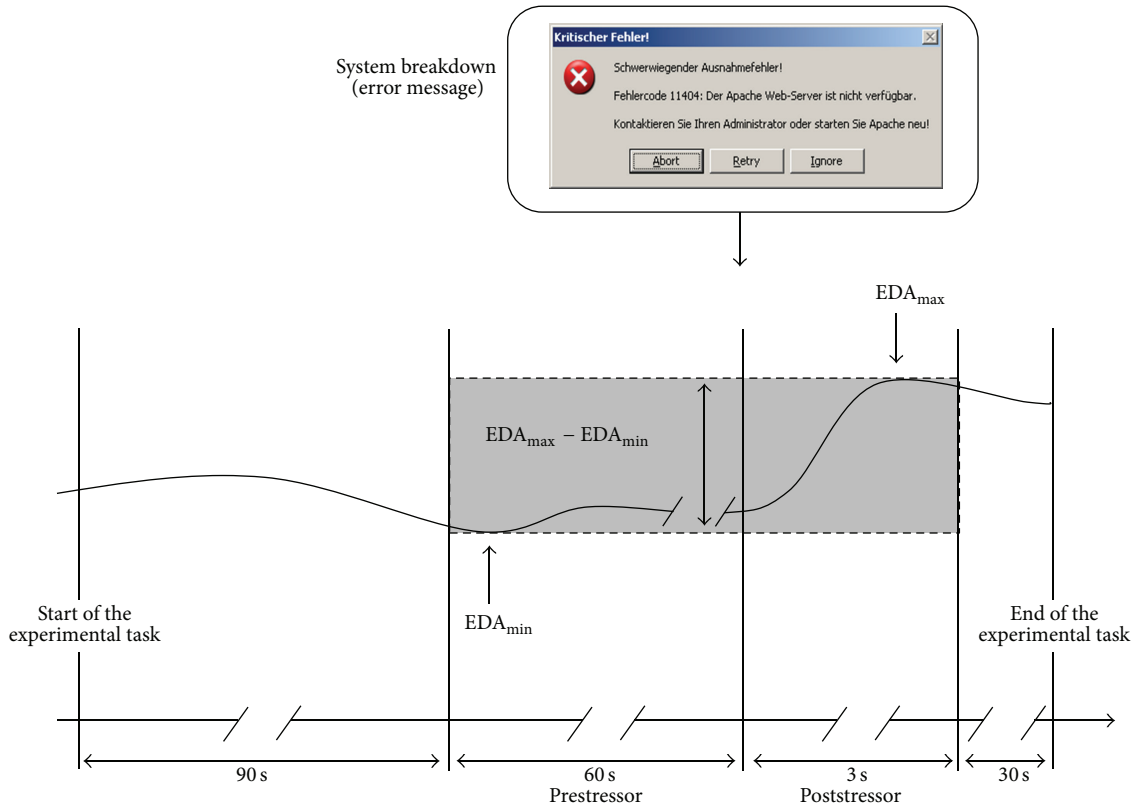 System breakdown
(error message)
Kritischer Fehler!
Schwerwiegender Ausnahmefehler!
Fehlercode 11404: Der Apache Web-Server ist nicht verfügbar.
Kontaktieren Sie Ihren Administrator oder starten Sie Apache neu!
Abort
Retry
Ignore
EDAmax
EDAmax − EDAmin
EDAmin
Start of the
experimental task
End of the
experimental task
90 s
60 s
3 s
30 s
Prestressor
Poststressor